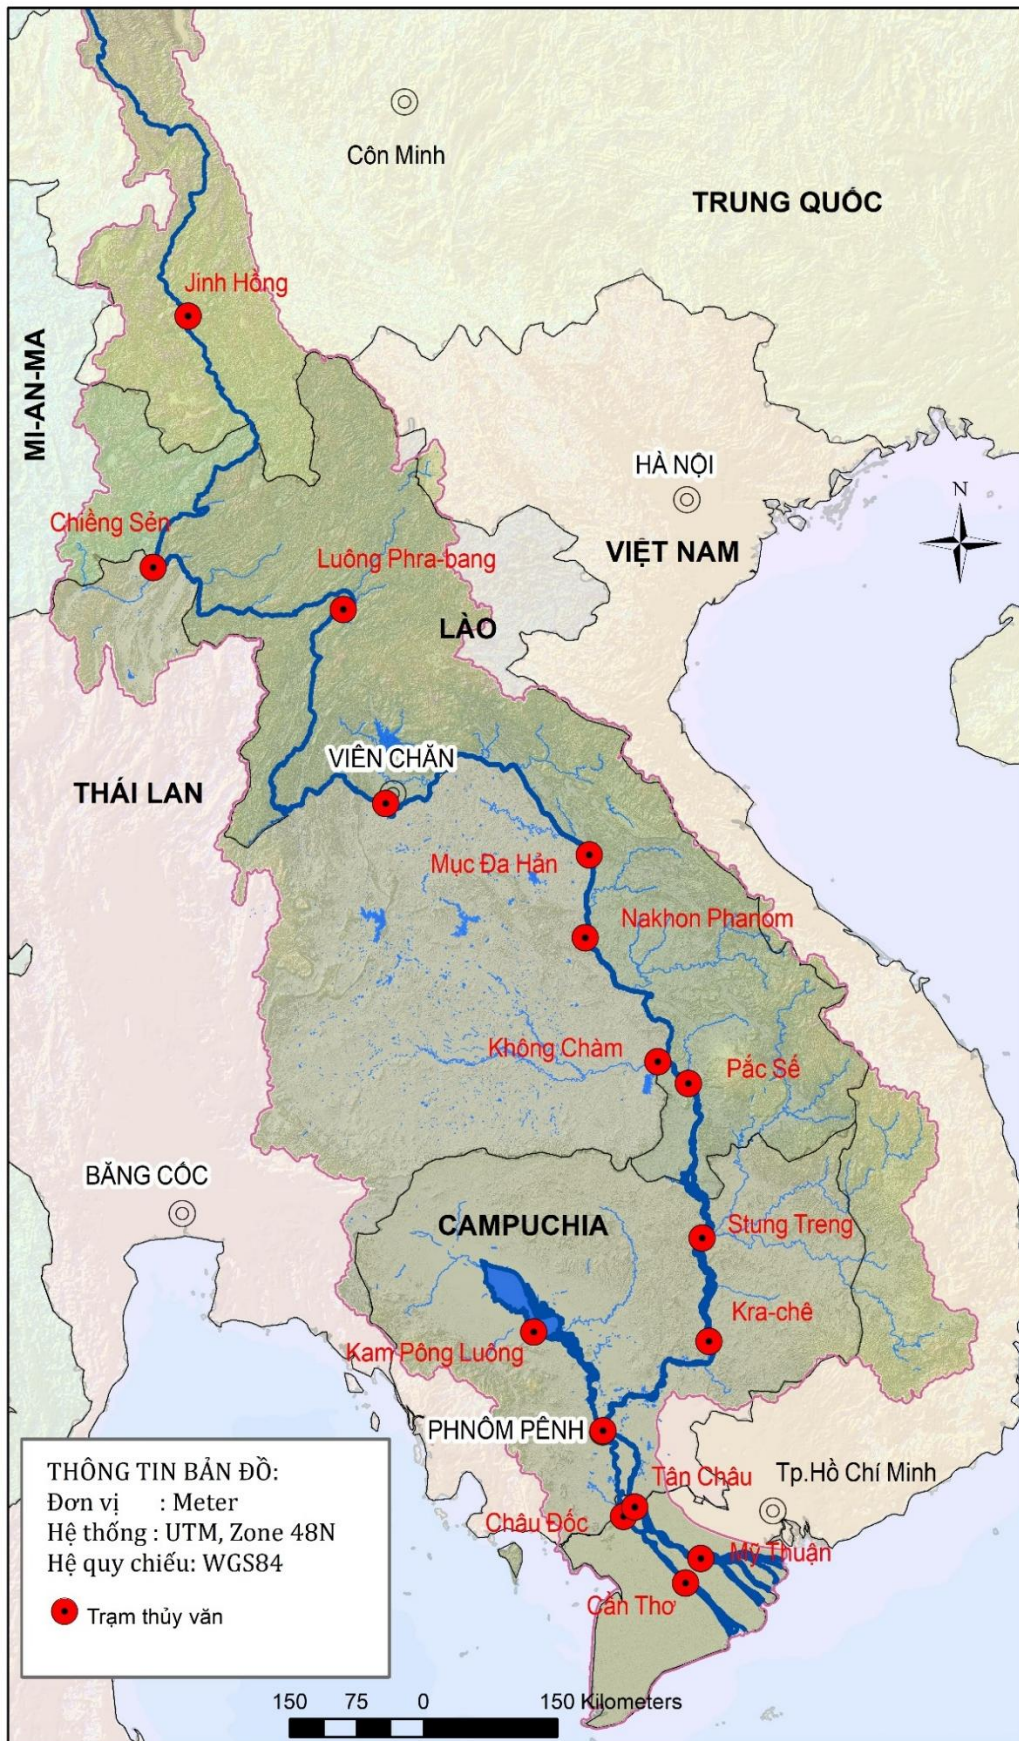 Côn Minh
TRUNG QUỐC
Jinh Hồng
MI-AN-MA
HÀ NỘI
N
Chiềng Sẻn
VIỆT NAM
Luông Phra-bang
LÀO
VIÊN CHĂN
THÁI LAN
Mục Đa Hản
Nakhon Phanom
Không Chàm
Pắc Sế
BĂNG CỐC
CAMPUCHIA
Stung Treng
Kra-chê
Kam Pông Luông
PHNÔM PÊNH
Tân Châu
Tp.Hồ Chí Minh
Châu Đốc
Mỹ Thuận
Cần Thơ
THÔNG TIN BẢN ĐỒ:
Đơn vị : Meter
Hệ thống : UTM, Zone 48N
Hệ quy chiếu: WGS84
Trạm thủy văn
150 75 0 150 Kilometers